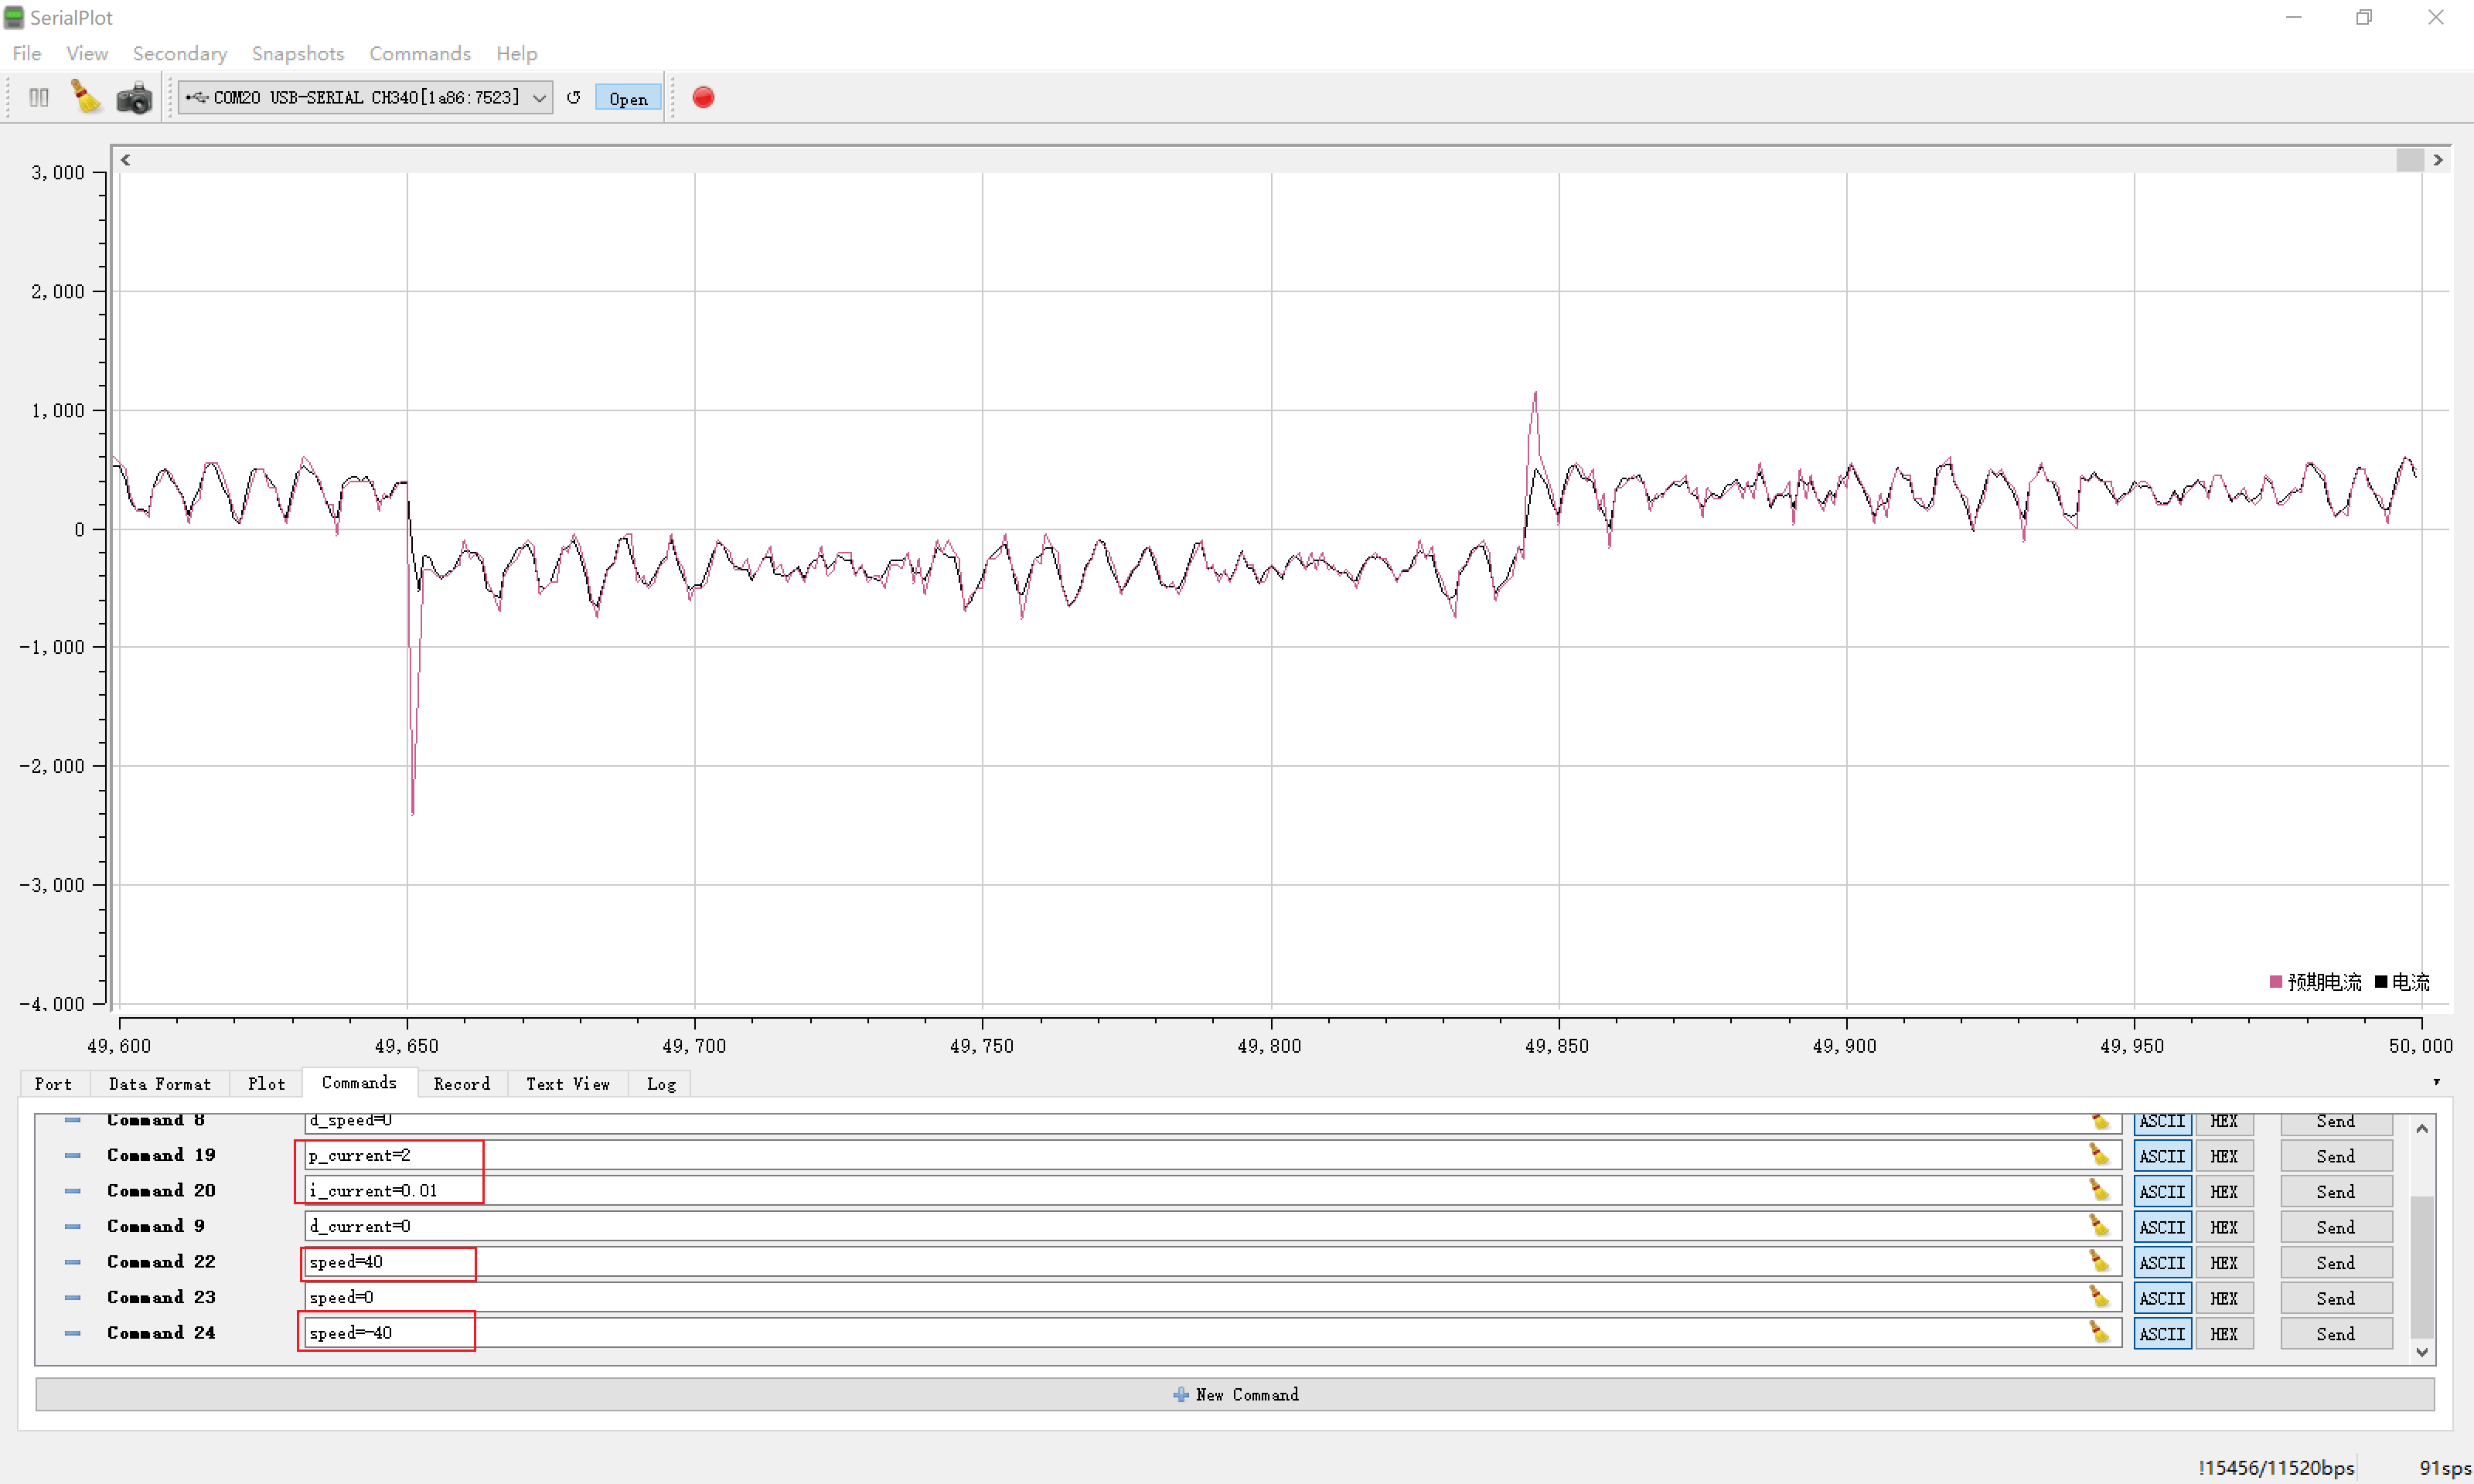 SerialPlot
File View Secondary Snapshots Commands Help
COM20 USB-SERIAL CH340[1a86:7523] Open
3,000
2,000
1,000
0
-1,000
-2,000
-3,000
-4,000
预期电流 电流
49,600 49,650 49,700 49,750 49,800 49,850 49,900 49,950 50,000
Port Data Format Plot Commands Record Text View Log
Command 8 d_speed=0 ASCII HEX Send
Command 19 p_current=2 ASCII HEX Send
Command 20 i_current=0.01 ASCII HEX Send
Command 9 d_current=0 ASCII HEX Send
Command 22 speed=40 ASCII HEX Send
Command 23 speed=0 ASCII HEX Send
Command 24 speed=-40 ASCII HEX Send
New Command
!15456/11520bps 91sps